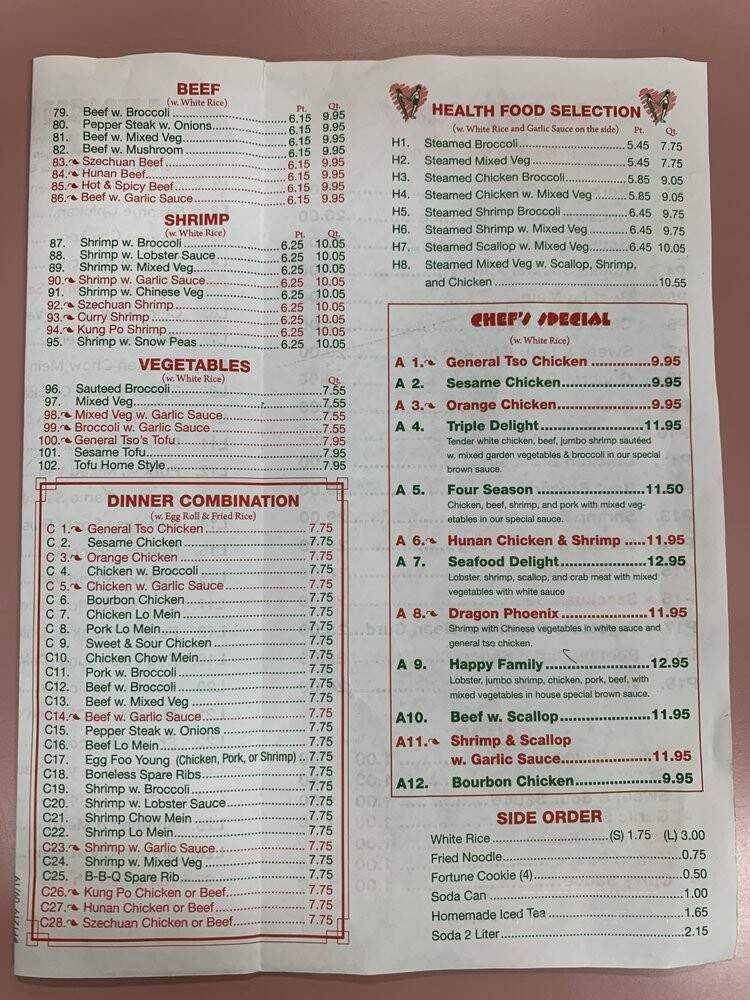 BEEF
(w. White Rice)
Pt. Qt.
79. Beef w. Broccoli 6.15 9.95
80. Pepper Steak w. Onions 6.15 9.95
81. Beef w. Mixed Veg. 6.15 9.95
82. Beef w. Mushroom 6.15 9.95
83. Szechuan Beef 6.15 9.95
84. Hunan Beef 6.15 9.95
85. Hot & Spicy Beef 6.15 9.95
86. Beef w. Garlic Sauce 6.15 9.95
SHRIMP
(w. White Rice)
Pt. Qt.
87. Shrimp w. Broccoli 6.25 10.05
88. Shrimp w. Lobster Sauce 6.25 10.05
89. Shrimp w. Mixed Veg. 6.25 10.05
90. Shrimp w. Garlic Sauce 6.25 10.05
91. Shrimp w. Chinese Veg 6.25 10.05
92. Szechuan Shrimp 6.25 10.05
93. Curry Shrimp 6.25 10.05
94. Kung Po Shrimp 6.25 10.05
95. Shrimp w. Snow Peas 6.25 10.05
VEGETABLES
(w. White Rice)
Qt.
96. Sauteed Broccoli 7.55
97. Mixed Veg. 7.55
98. Mixed Veg w. Garlic Sauce 7.55
99. Broccoli w. Garlic Sauce 7.55
100. General Tso's Tofu 7.95
101. Sesame Tofu 7.95
102. Tofu Home Style 7.95
DINNER COMBINATION
(w. Egg Roll & Fried Rice)
C 1. General Tso Chicken 7.75
C 2. Sesame Chicken 7.75
C 3. Orange Chicken 7.75
C 4. Chicken w. Broccoli 7.75
C 5. Chicken w. Garlic Sauce 7.75
C 6. Bourbon Chicken 7.75
C 7. Chicken Lo Mein 7.75
C 8. Pork Lo Mein 7.75
C 9. Sweet & Sour Chicken 7.75
C10. Chicken Chow Mein 7.75
C11. Pork w. Broccoli 7.75
C12. Beef w. Broccoli 7.75
C13. Beef w. Mixed Veg 7.75
C14. Beef w. Garlic Sauce 7.75
C15. Pepper Steak w. Onions 7.75
C16. Beef Lo Mein 7.75
C17. Egg Foo Young (Chicken, Pork, or Shrimp) 7.75
C18. Boneless Spare Ribs 7.75
C19. Shrimp w. Broccoli 7.75
C20. Shrimp w. Lobster Sauce 7.75
C21. Shrimp Chow Mein 7.75
C22. Shrimp Lo Mein 7.75
C23. Shrimp w. Garlic Sauce 7.75
C24. Shrimp w. Mixed Veg 7.75
C25. B-B-Q Spare Rib 7.75
C26. Kung Po Chicken or Beef 7.75
C27. Hunan Chicken or Beef 7.75
C28. Szechuan Chicken or Beef 7.75
HEALTH FOOD SELECTION
(w. White Rice and Garlic Sauce on the side) Pt. Qt.
H1. Steamed Broccoli 5.45 7.75
H2. Steamed Mixed Veg 5.45 7.75
H3. Steamed Chicken Broccoli 5.85 9.05
H4. Steamed Chicken w. Mixed Veg 5.85 9.05
H5. Steamed Shrimp Broccoli 6.45 9.75
H6. Steamed Shrimp w. Mixed Veg 6.45 9.75
H7. Steamed Scallop w. Mixed Veg 6.45 10.05
H8. Steamed Mixed Veg w. Scallop, Shrimp,
and Chicken 10.55
CHEF'S SPECIAL
(w. White Rice)
A 1. General Tso Chicken 9.95
A 2. Sesame Chicken 9.95
A 3. Orange Chicken 9.95
A 4. Triple Delight 11.95
Tender white chicken, beef, jumbo shrimp sautéed
w. mixed garden vegetables & broccoli in our special
brown sauce.
A 5. Four Season 11.50
Chicken, beef, shrimp, and pork with mixed veg-
etables in our special sauce.
A 6. Hunan Chicken & Shrimp 11.95
A 7. Seafood Delight 12.95
Lobster, shrimp, scallop, and crab meat with mixed
vegetables with white sauce
A 8. Dragon Phoenix 11.95
Shrimp with Chinese vegetables in white sauce and
general tso chicken.
A 9. Happy Family 12.95
Lobster, jumbo shrimp, chicken, pork, beef, with
mixed vegetables in house special brown sauce.
A10. Beef w. Scallop 11.95
A11. Shrimp & Scallop
w. Garlic Sauce 11.95
A12. Bourbon Chicken 9.95
SIDE ORDER
White Rice (S) 1.75 (L) 3.00
Fried Noodle 0.75
Fortune Cookie (4) 0.50
Soda Can 1.00
Homemade Iced Tea 1.65
Soda 2 Liter 2.15